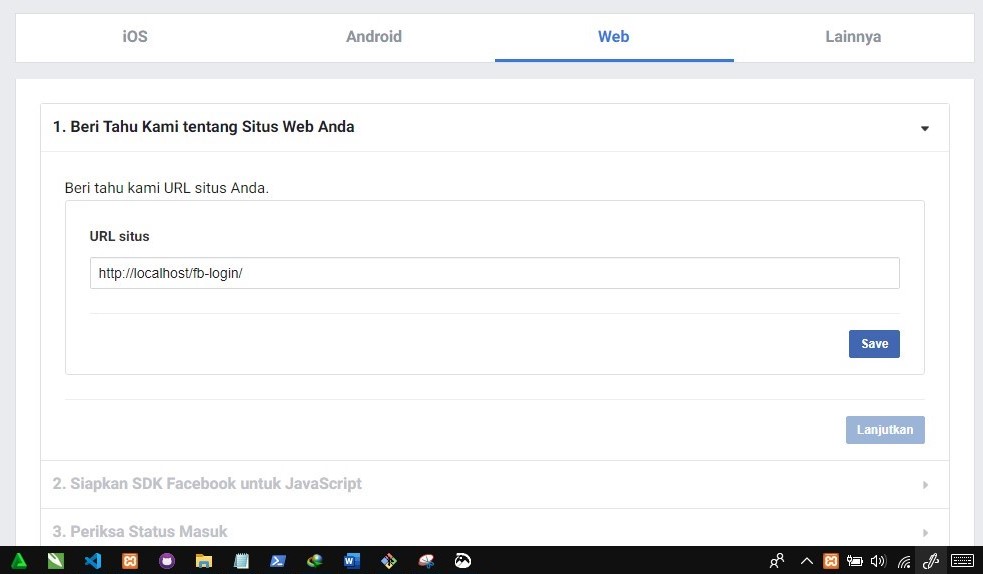 iOS
Android
Web
Lainnya
1. Beri Tahu Kami tentang Situs Web Anda
Beri tahu kami URL situs Anda.
URL situs
http://localhost/fb-login/
Save
Lanjutkan
2. Siapkan SDK Facebook untuk JavaScript
3. Periksa Status Masuk